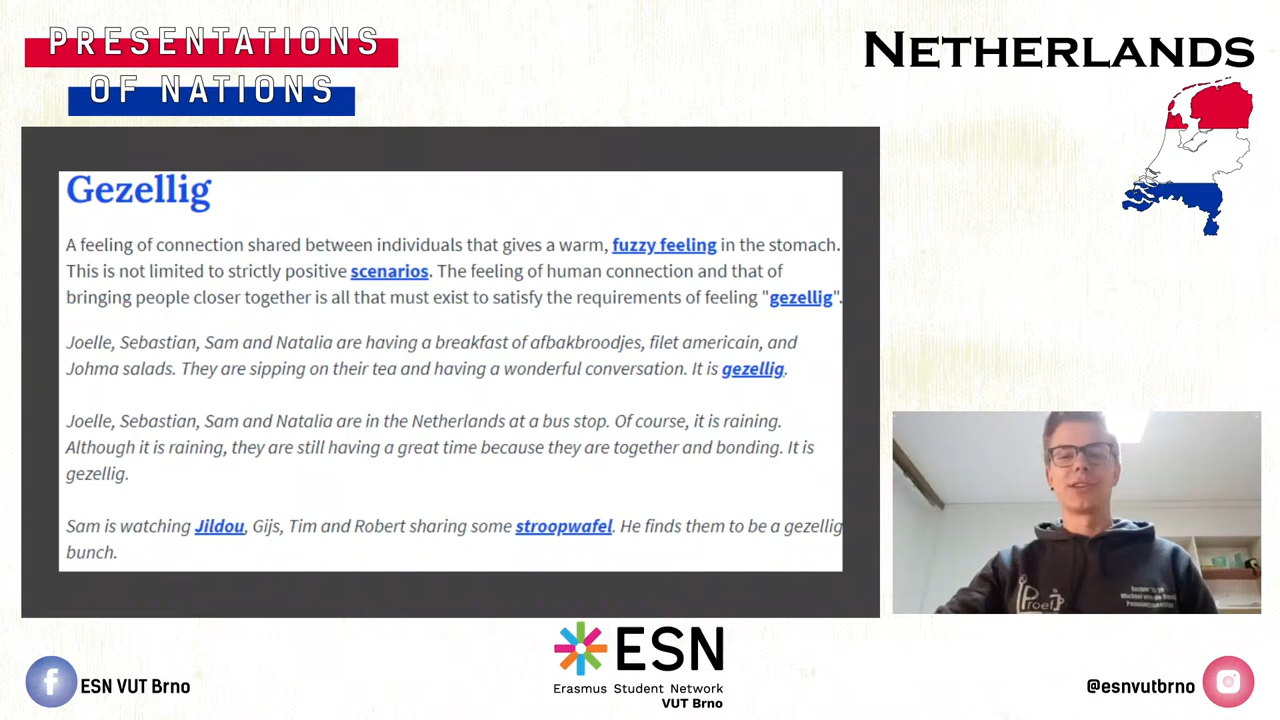 PRESENTATIONS
OF NATIONS
NETHERLANDS
Gezellig
A feeling of connection shared between individuals that gives a warm, fuzzy feeling in the stomach.
This is not limited to strictly positive scenarios. The feeling of human connection and that of
bringing people closer together is all that must exist to satisfy the requirements of feeling "gezellig".
Joelle, Sebastian, Sam and Natalia are having a breakfast of afbakbroodjes, filet americain, and
Johma salads. They are sipping on their tea and having a wonderful conversation. It is gezellig.
Joelle, Sebastian, Sam and Natalia are in the Netherlands at a bus stop. Of course, it is raining.
Although it is raining, they are still having a great time because they are together and bonding. It is
gezellig.
Sam is watching Jildou, Gijs, Tim and Robert sharing some stroopwafel. He finds them to be a gezellig
bunch.
Proef
ESN
Erasmus Student Network
VUT Brno
f
ESN VUT Brno
@esnvutbrno